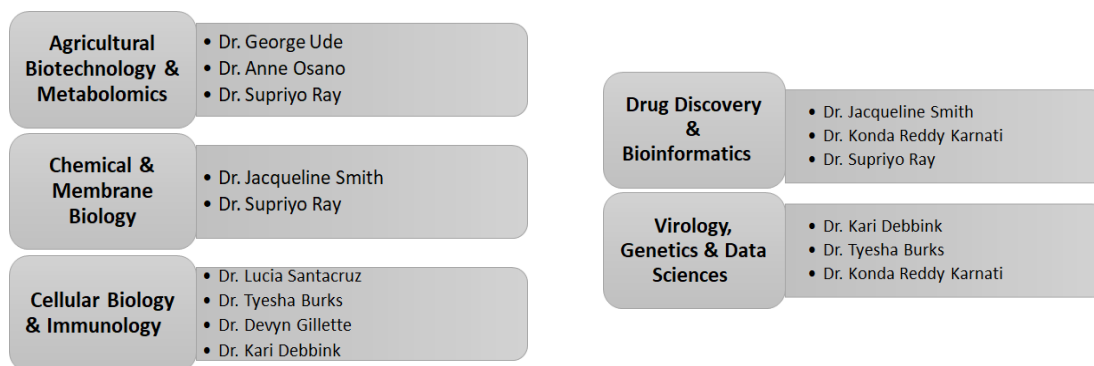 Agricultural
Biotechnology &
Metabolomics
• Dr. George Ude
• Dr. Anne Osano
• Dr. Supriyo Ray
Chemical &
Membrane
Biology
• Dr. Jacqueline Smith
• Dr. Supriyo Ray
Cellular Biology
& Immunology
• Dr. Lucia Santacruz
• Dr. Tyesha Burks
• Dr. Devyn Gillette
• Dr. Kari Debbink
Drug Discovery
&
Bioinformatics
• Dr. Jacqueline Smith
• Dr. Konda Reddy Karnati
• Dr. Supriyo Ray
Virology,
Genetics & Data
Sciences
• Dr. Kari Debbink
• Dr. Tyesha Burks
• Dr. Konda Reddy Karnati